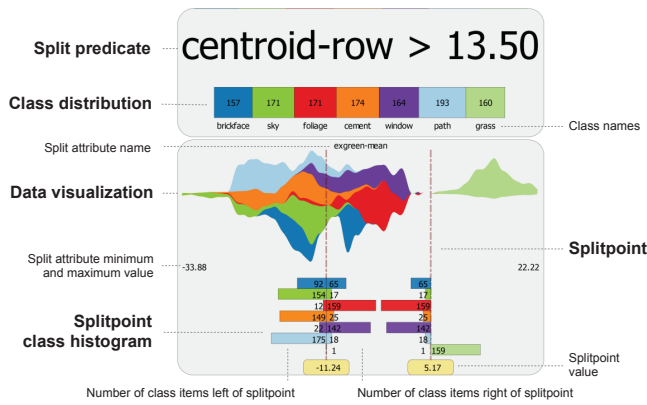 Split predicate
centroid-row > 13.50
Class distribution
157 171 171 174 164 193 160
brickface sky foliage cement window path grass
Class names
Split attribute name
exgreen-mean
Data visualization
Splitpoint
Split attribute minimum
and maximum value
-33.88
22.22
92 65 65
154 17 17
12 159 159
149 25 25
22 142 142
175 18 18
1 1 159
Splitpoint
class histogram
-11.24
5.17
Splitpoint
value
Number of class items left of splitpoint
Number of class items right of splitpoint